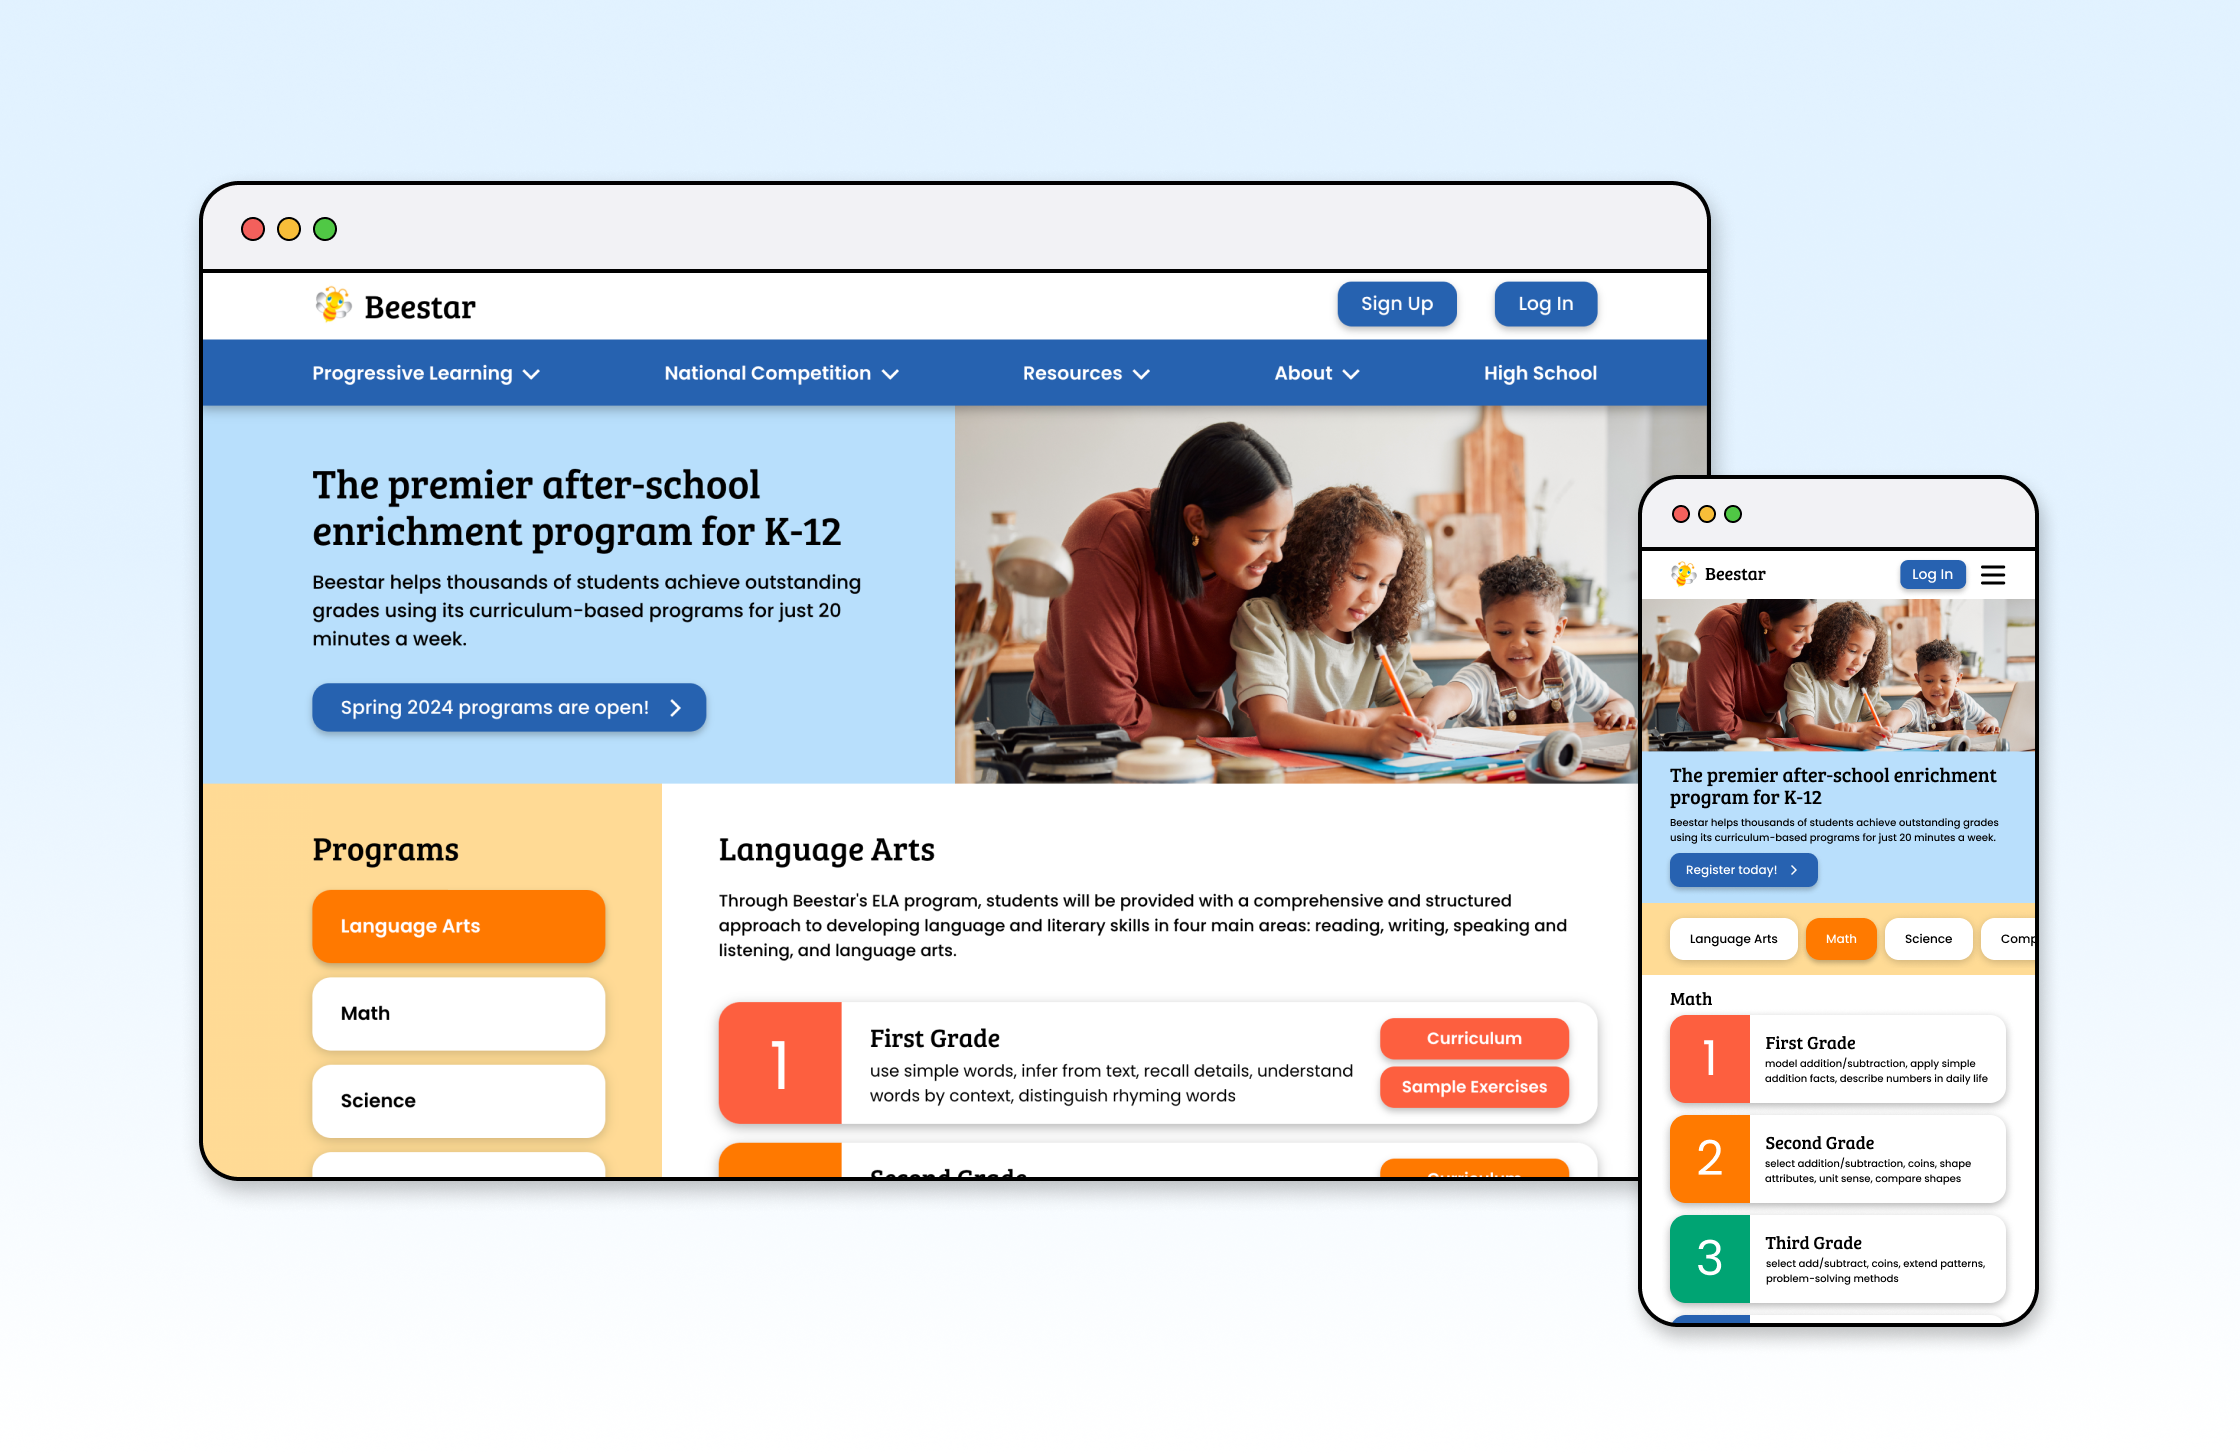 Beestar
Sign Up
Log In
Progressive Learning
National Competition
Resources
About
High School
The premier after-school
enrichment program for K-12
Beestar helps thousands of students achieve outstanding
grades using its curriculum-based programs for just 20
minutes a week.
Spring 2024 programs are open!
Programs
Language Arts
Math
Science
Language Arts
Through Beestar's ELA program, students will be provided with a comprehensive and structured
approach to developing language and literary skills in four main areas: reading, writing, speaking and
listening, and language arts.
1
First Grade
use simple words, infer from text, recall details, understand
words by context, distinguish rhyming words
Curriculum
Sample Exercises
Second Grade
Curriculum
Beestar
Log In
The premier after-school enrichment
program for K-12
Beestar helps thousands of students achieve outstanding grades
using its curriculum-based programs for just 20 minutes a week.
Register today!
Language Arts
Math
Science
Comp
Math
1
First Grade
model addition/subtraction, apply simple
addition facts, describe numbers in daily life
2
Second Grade
select addition/subtraction, coins, shape
attributes, unit sense, compare shapes
3
Third Grade
select add/subtract, coins, extend patterns,
problem-solving methods